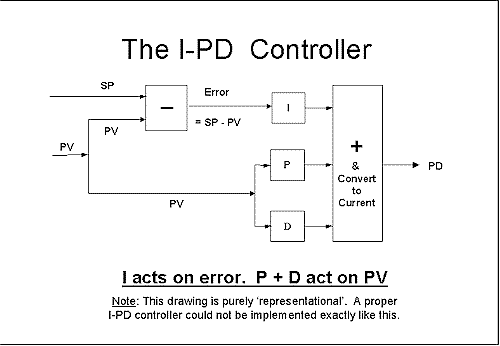 The I-PD Controller
SP
Error
–
I
PV
= SP - PV
PV
+
&
Convert
to
Current
P
PD
PV
D
I acts on error. P + D act on PV
Note: This drawing is purely 'representational'. A proper
I-PD controller could not be implemented exactly like this.